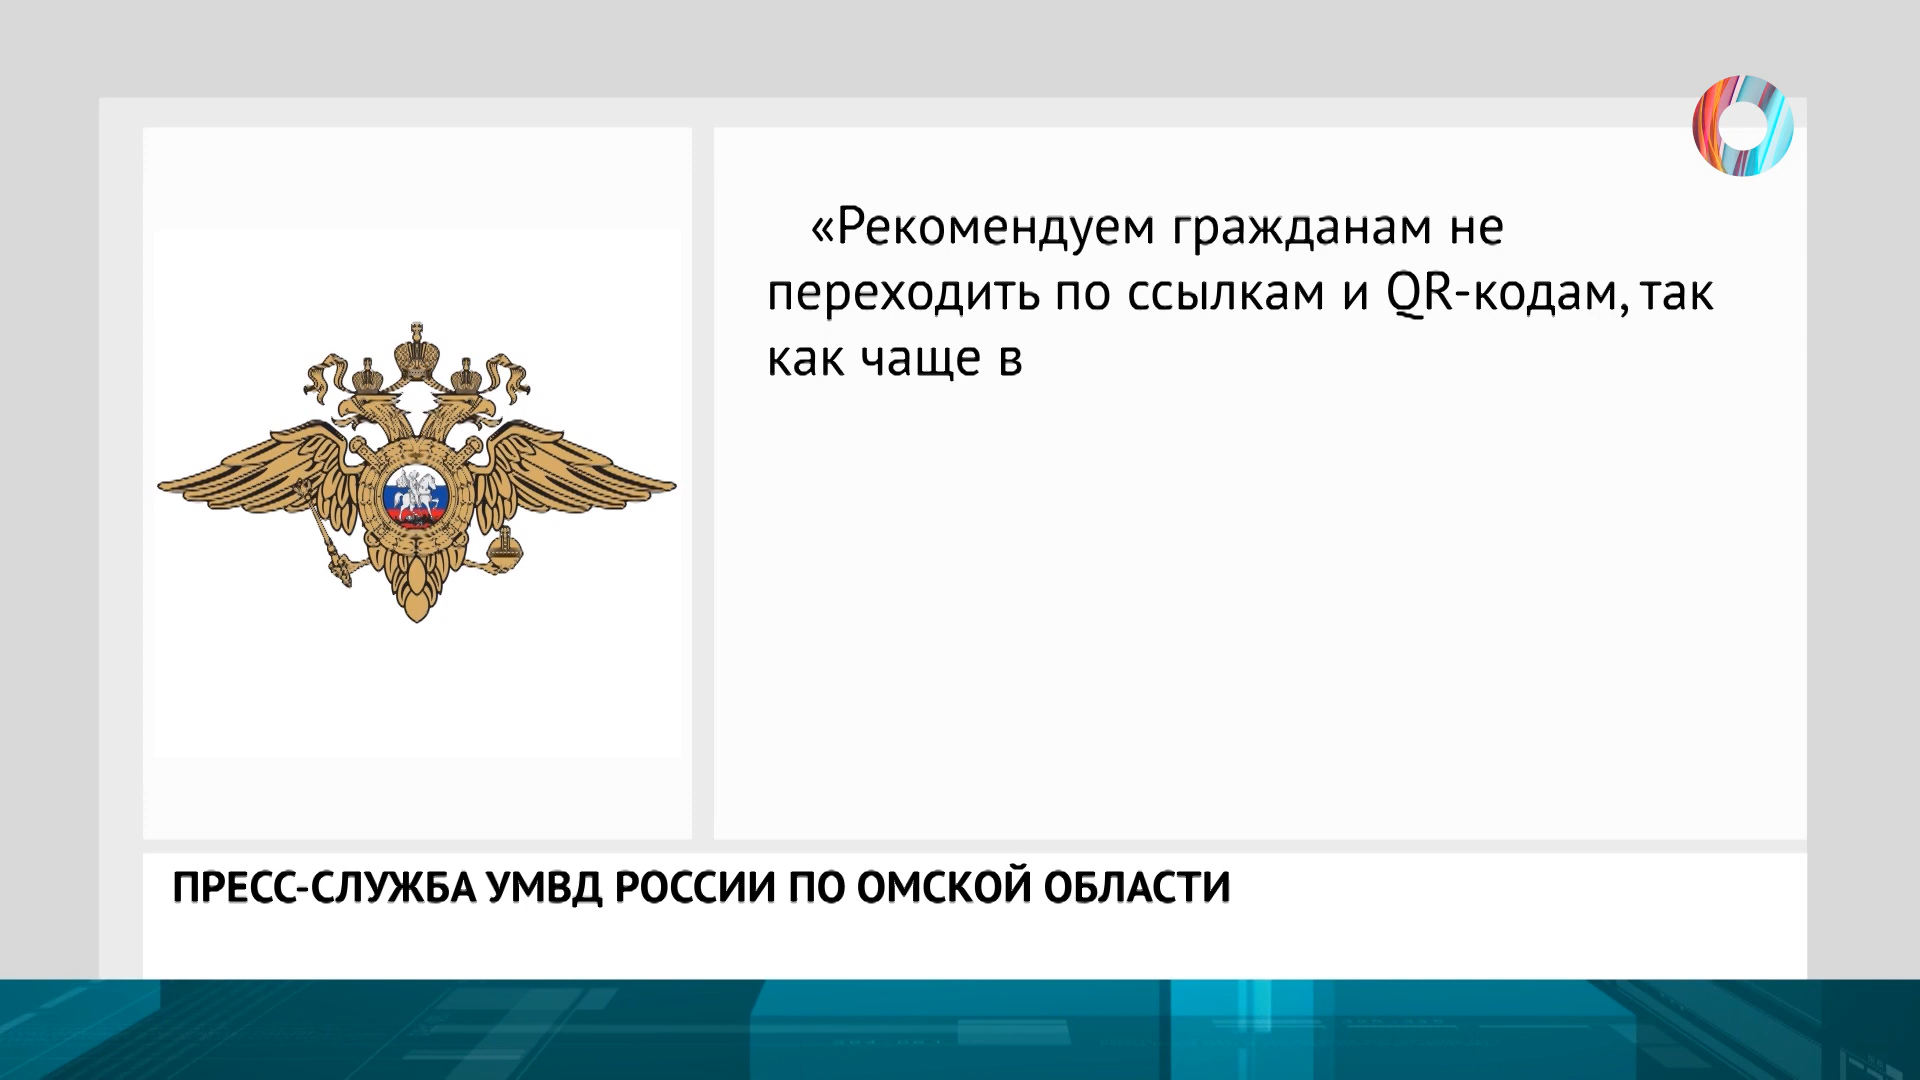 «Рекомендуем гражданам не
переходить по ссылкам и QR-кодам, так
как чаще в
ПРЕСС-СЛУЖБА УМВД РОССИИ ПО ОМСКОЙ ОБЛАСТИ